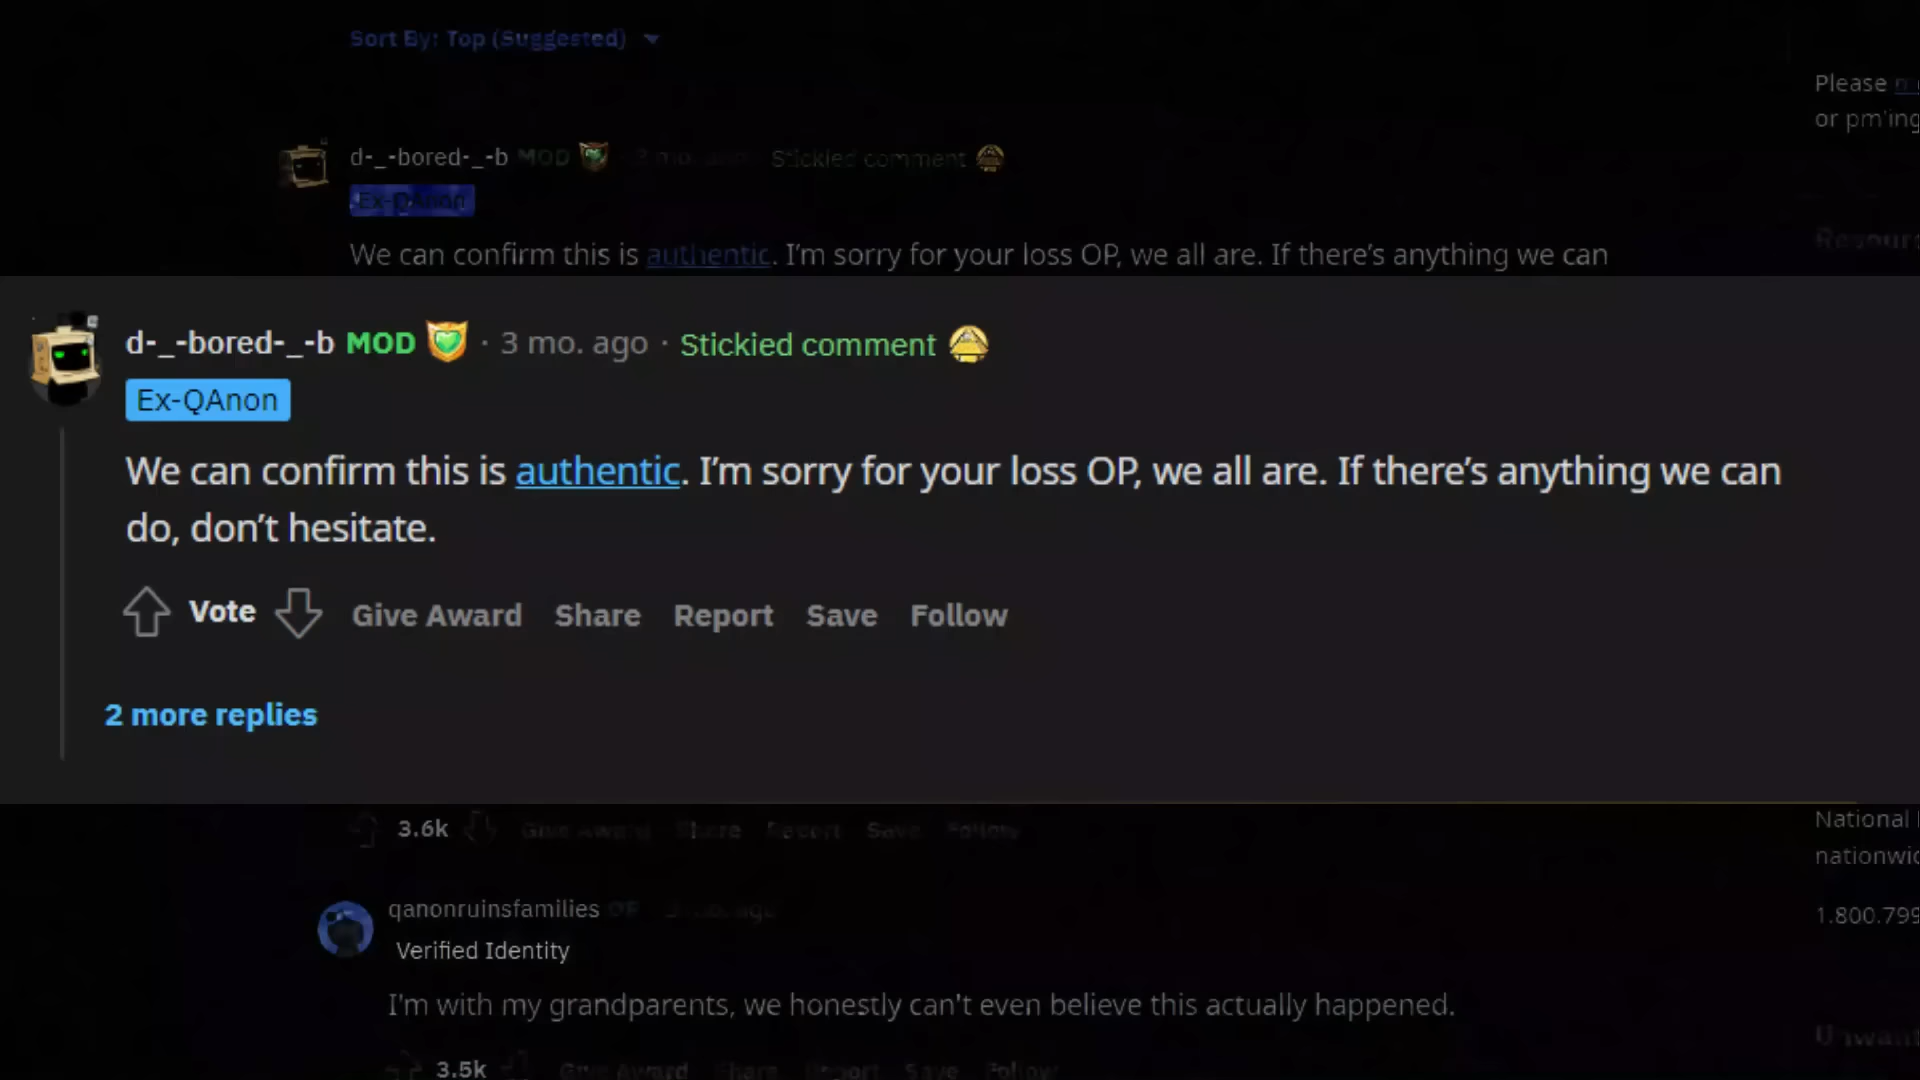 Sort By: Top (Suggested)
Please
or pm'ing
d-_-bored-_-b MOD · 3 mo. ago · Stickied comment
Ex-QAnon
We can confirm this is authentic. I'm sorry for your loss OP, we all are. If there's anything we can
d-_-bored-_-b MOD · 3 mo. ago · Stickied comment
Ex-QAnon
We can confirm this is authentic. I’m sorry for your loss OP, we all are. If there’s anything we can
do, don’t hesitate.
Vote Give Award Share Report Save Follow
2 more replies
3.6k Give Award Share Report Save Follow
National
nationwid
qanonruinsfamilies OP 3 mo. ago
1.800.799
Verified Identity
I'm with my grandparents, we honestly can't even believe this actually happened.
3.5k Give Award Share Report Save Follow